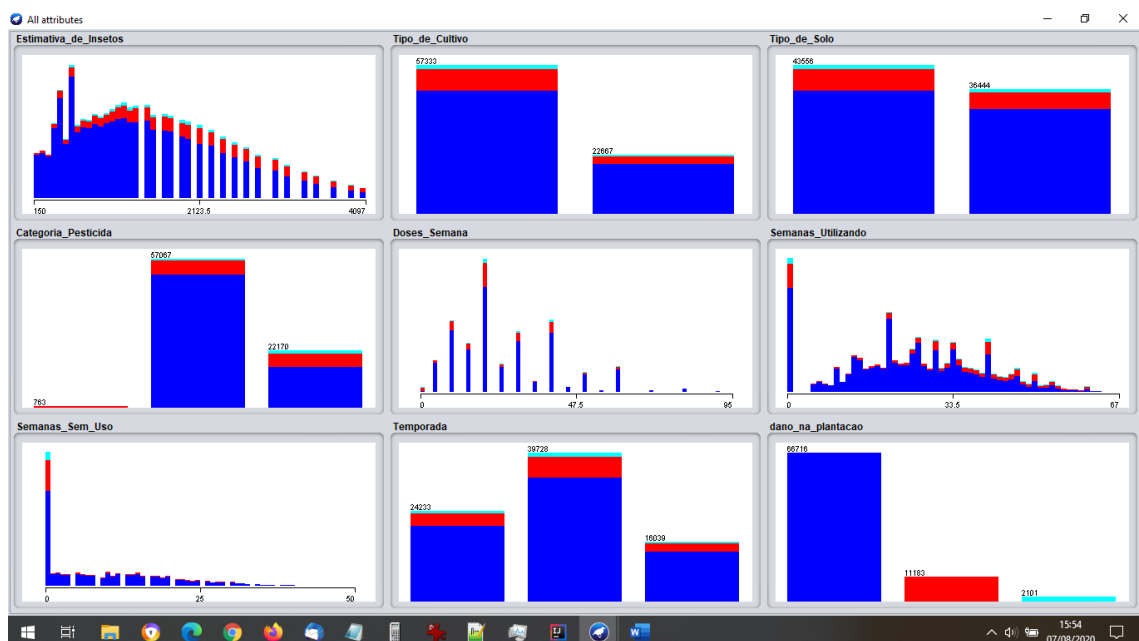 All attributes
Estimativa_de_Insetos
150
2123.5
4097
Tipo_de_Cultivo
57333
22667
Tipo_de_Solo
43556
36444
Categoria_Pesticida
763
57067
22170
Doses_Semana
0
47.5
95
Semanas_Utilizando
0
33.5
67
Semanas_Sem_Uso
0
25
50
Temporada
24233
39728
16039
dano_na_plantacao
66716
11183
2101
15:54
07/08/2020